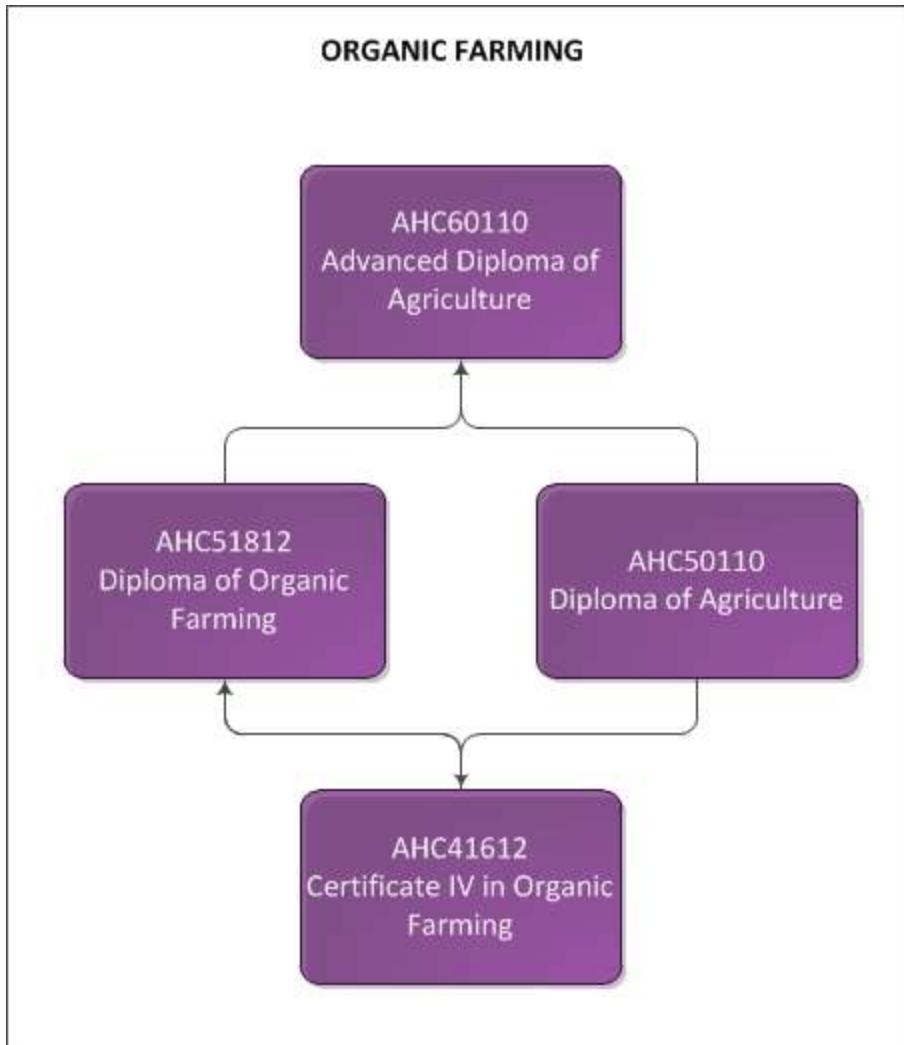 ORGANIC FARMING
AHC60110
Advanced Diploma of
Agriculture
AHC51812
Diploma of Organic
Farming
AHC50110
Diploma of Agriculture
AHC41612
Certificate IV in Organic
Farming